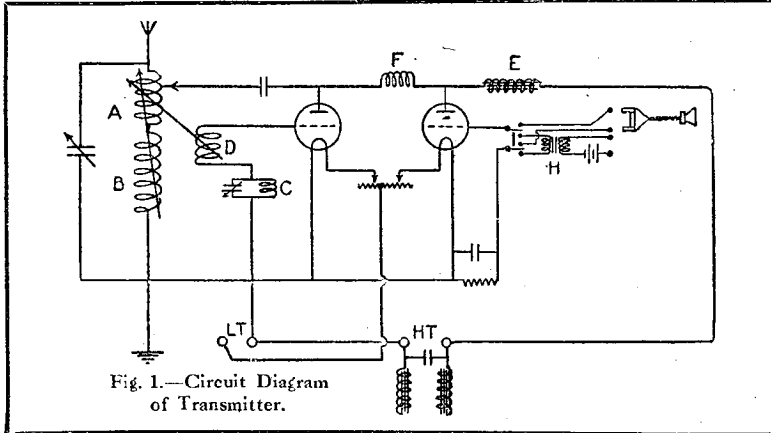 F
E
A
D
I
H
B
C
LT
HT
Fig. 1.—Circuit Diagram
of Transmitter.